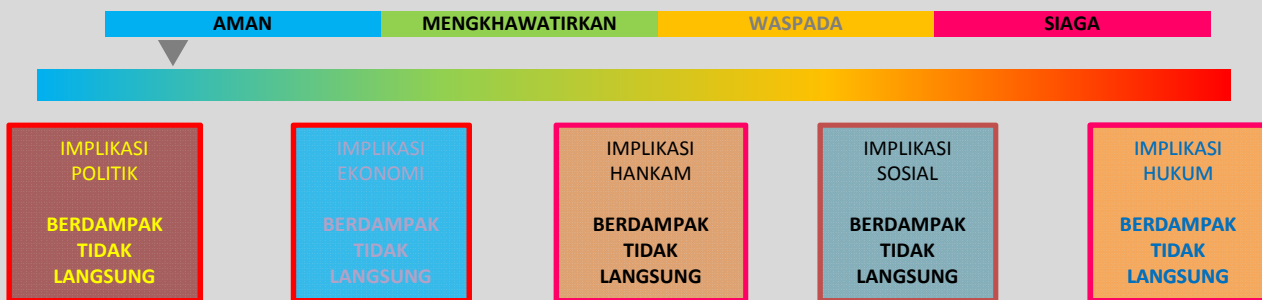 AMAN
MENGKHAWATIRKAN
WASPADA
SIAGA
IMPLIKASI
POLITIK
BERDAMPAK
TIDAK
LANGSUNG
IMPLIKASI
EKONOMI
BERDAMPAK
TIDAK
LANGSUNG
IMPLIKASI
HANKAM
BERDAMPAK
TIDAK
LANGSUNG
IMPLIKASI
SOSIAL
BERDAMPAK
TIDAK
LANGSUNG
IMPLIKASI
HUKUM
BERDAMPAK
TIDAK
LANGSUNG